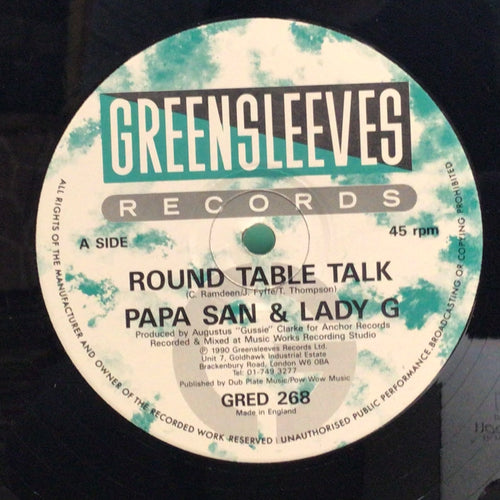 GREENSLEEVES
RECORDS
A SIDE
45 rpm
ROUND TABLE TALK
(C. Ramdeen/J. Fyffe/T. Thompson)
PAPA SAN & LADY G
Produced by Augustus "Gussie" Clarke for Anchor Records
Recorded & Mixed at Music Works Recording Studio
℗ 1990 Greensleeves Records Ltd.
Unit 7, Goldhawk Industrial Estate
Brackenbury Road, London W6 0BA
Tel: 01-749 3277
Published by Dub Plate Music/Pow Wow Music
GRED 268
Made in England
ALL RIGHTS OF THE MANUFACTURER AND OWNER OF THE RECORDED WORK RESERVED | UNAUTHORISED PUBLIC PERFORMANCE BROADCASTING OR COPYING PROHIBITED